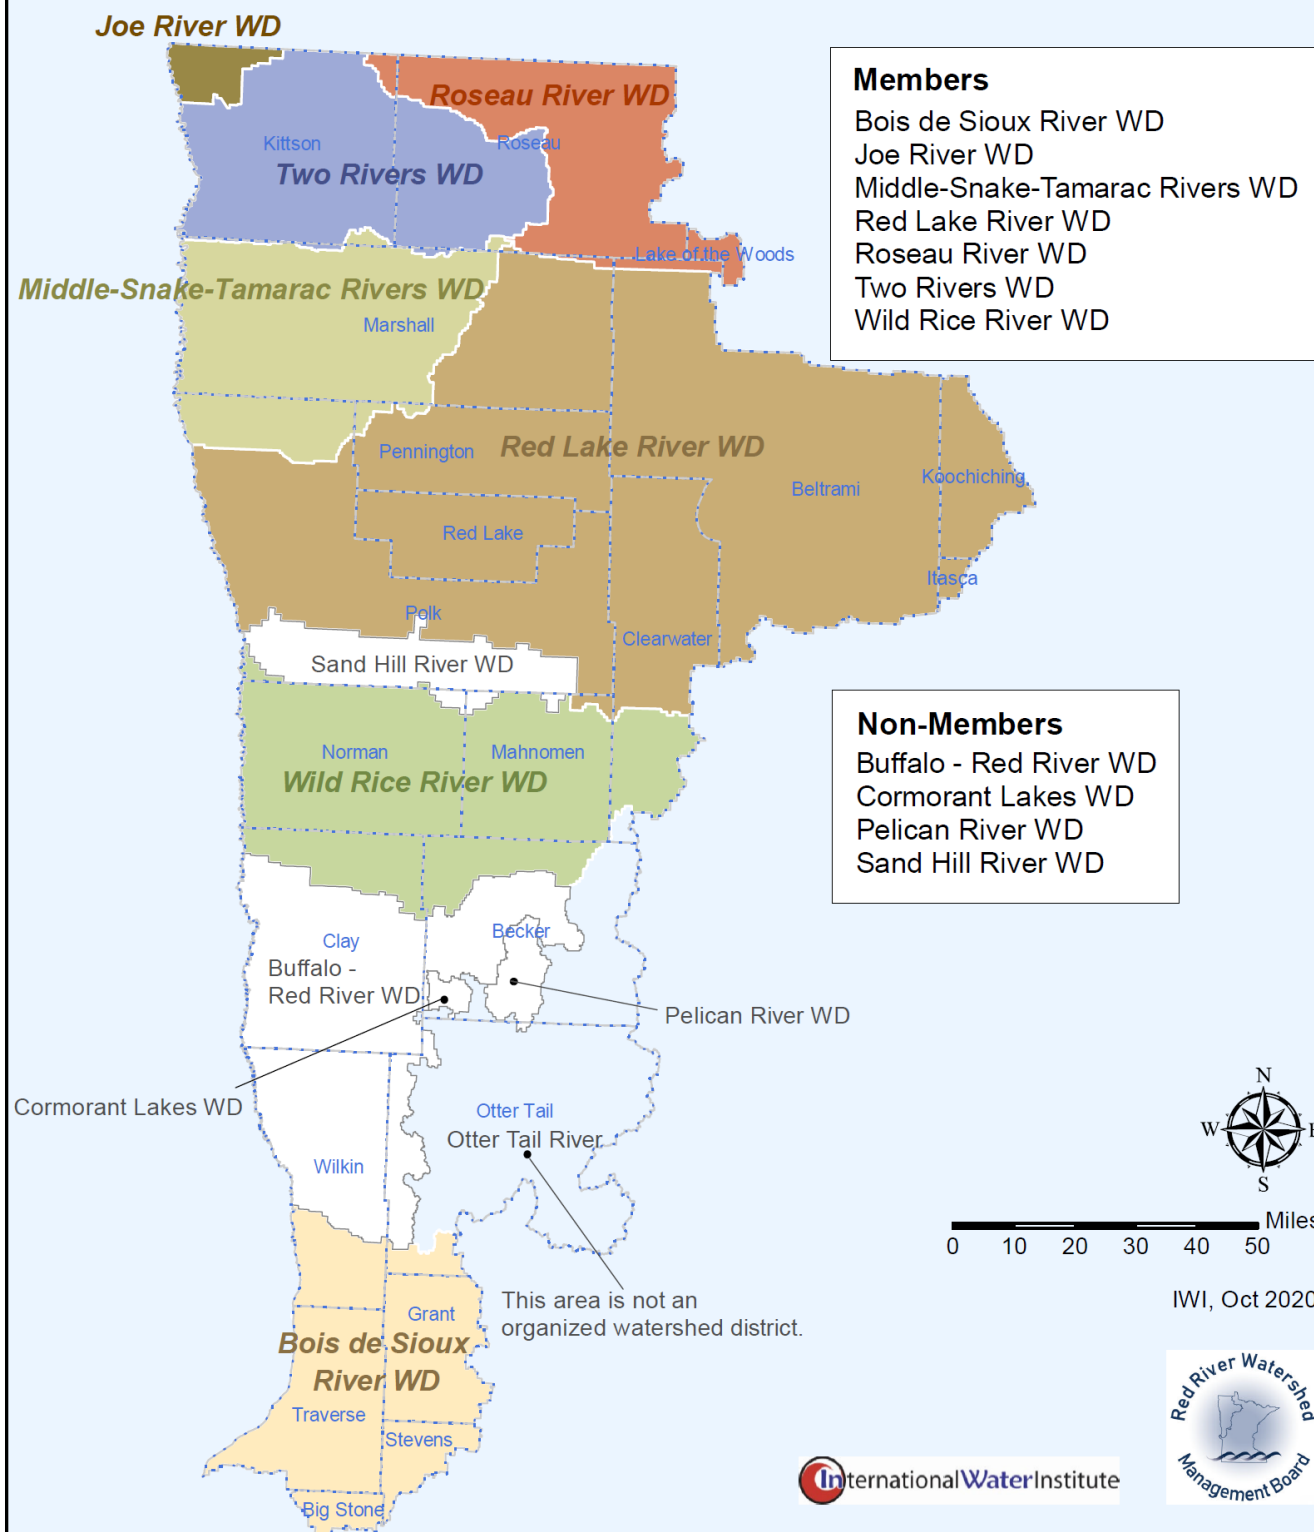 Joe River WD
Roseau River WD
Kittson
Roseau
Two Rivers WD
Lake of the Woods
Middle-Snake-Tamarac Rivers WD
Marshall
Members
Bois de Sioux River WD
Joe River WD
Middle-Snake-Tamarac Rivers WD
Red Lake River WD
Roseau River WD
Two Rivers WD
Wild Rice River WD
Pennington
Red Lake River WD
Beltrami
Koochiching
Red Lake
Itasca
Polk
Clearwater
Sand Hill River WD
Norman
Mahnomen
Wild Rice River WD
Non-Members
Buffalo - Red River WD
Cormorant Lakes WD
Pelican River WD
Sand Hill River WD
Clay
Becker
Buffalo -
Red River WD
Pelican River WD
Cormorant Lakes WD
Otter Tail
Otter Tail River
Wilkin
N
W E
S
Miles
0 10 20 30 40 50
This area is not an
organized watershed district.
IWI, Oct 2020
Grant
Bois de Sioux
River WD
Traverse
Stevens
Big Stone
International Water Institute
Red River Watershed
Management Board